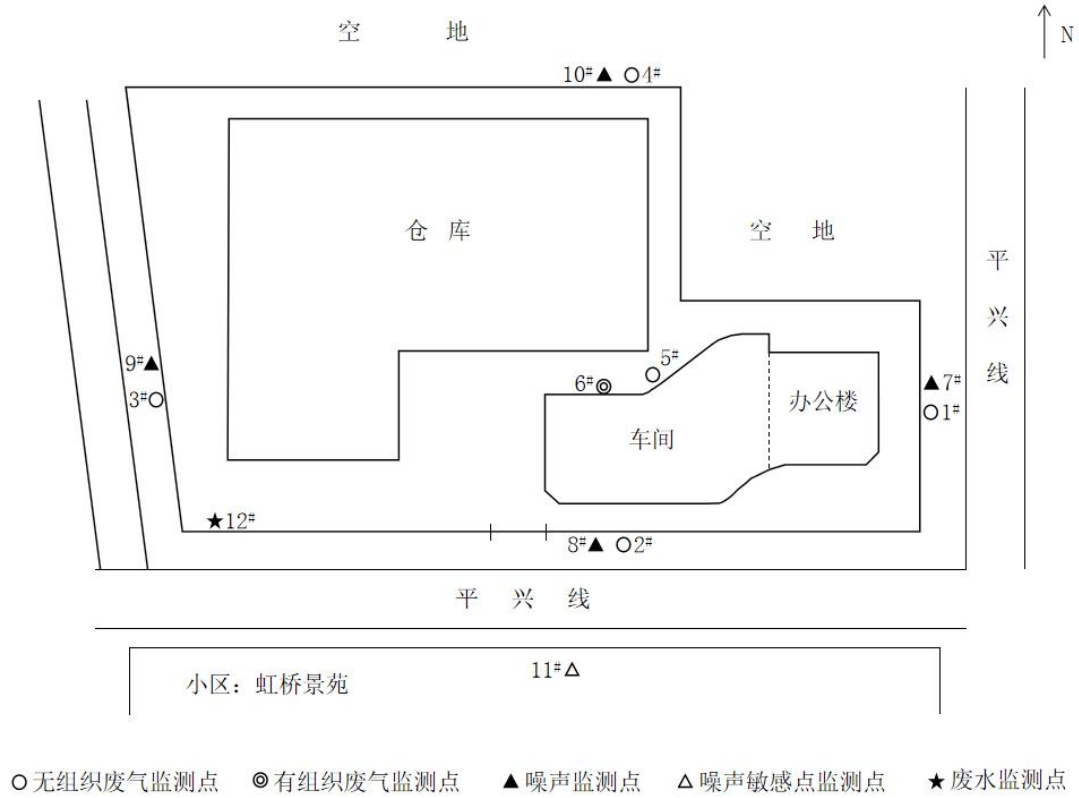 空 地
N
10# 4#
仓 库
空 地
平兴线
9#
3#
5#
6#
7#
1#
办公楼
车间
12#
8# 2#
平 兴 线
11#
小区：虹桥景苑
无组织废气监测点 有组织废气监测点 噪声监测点 噪声敏感点监测点 废水监测点